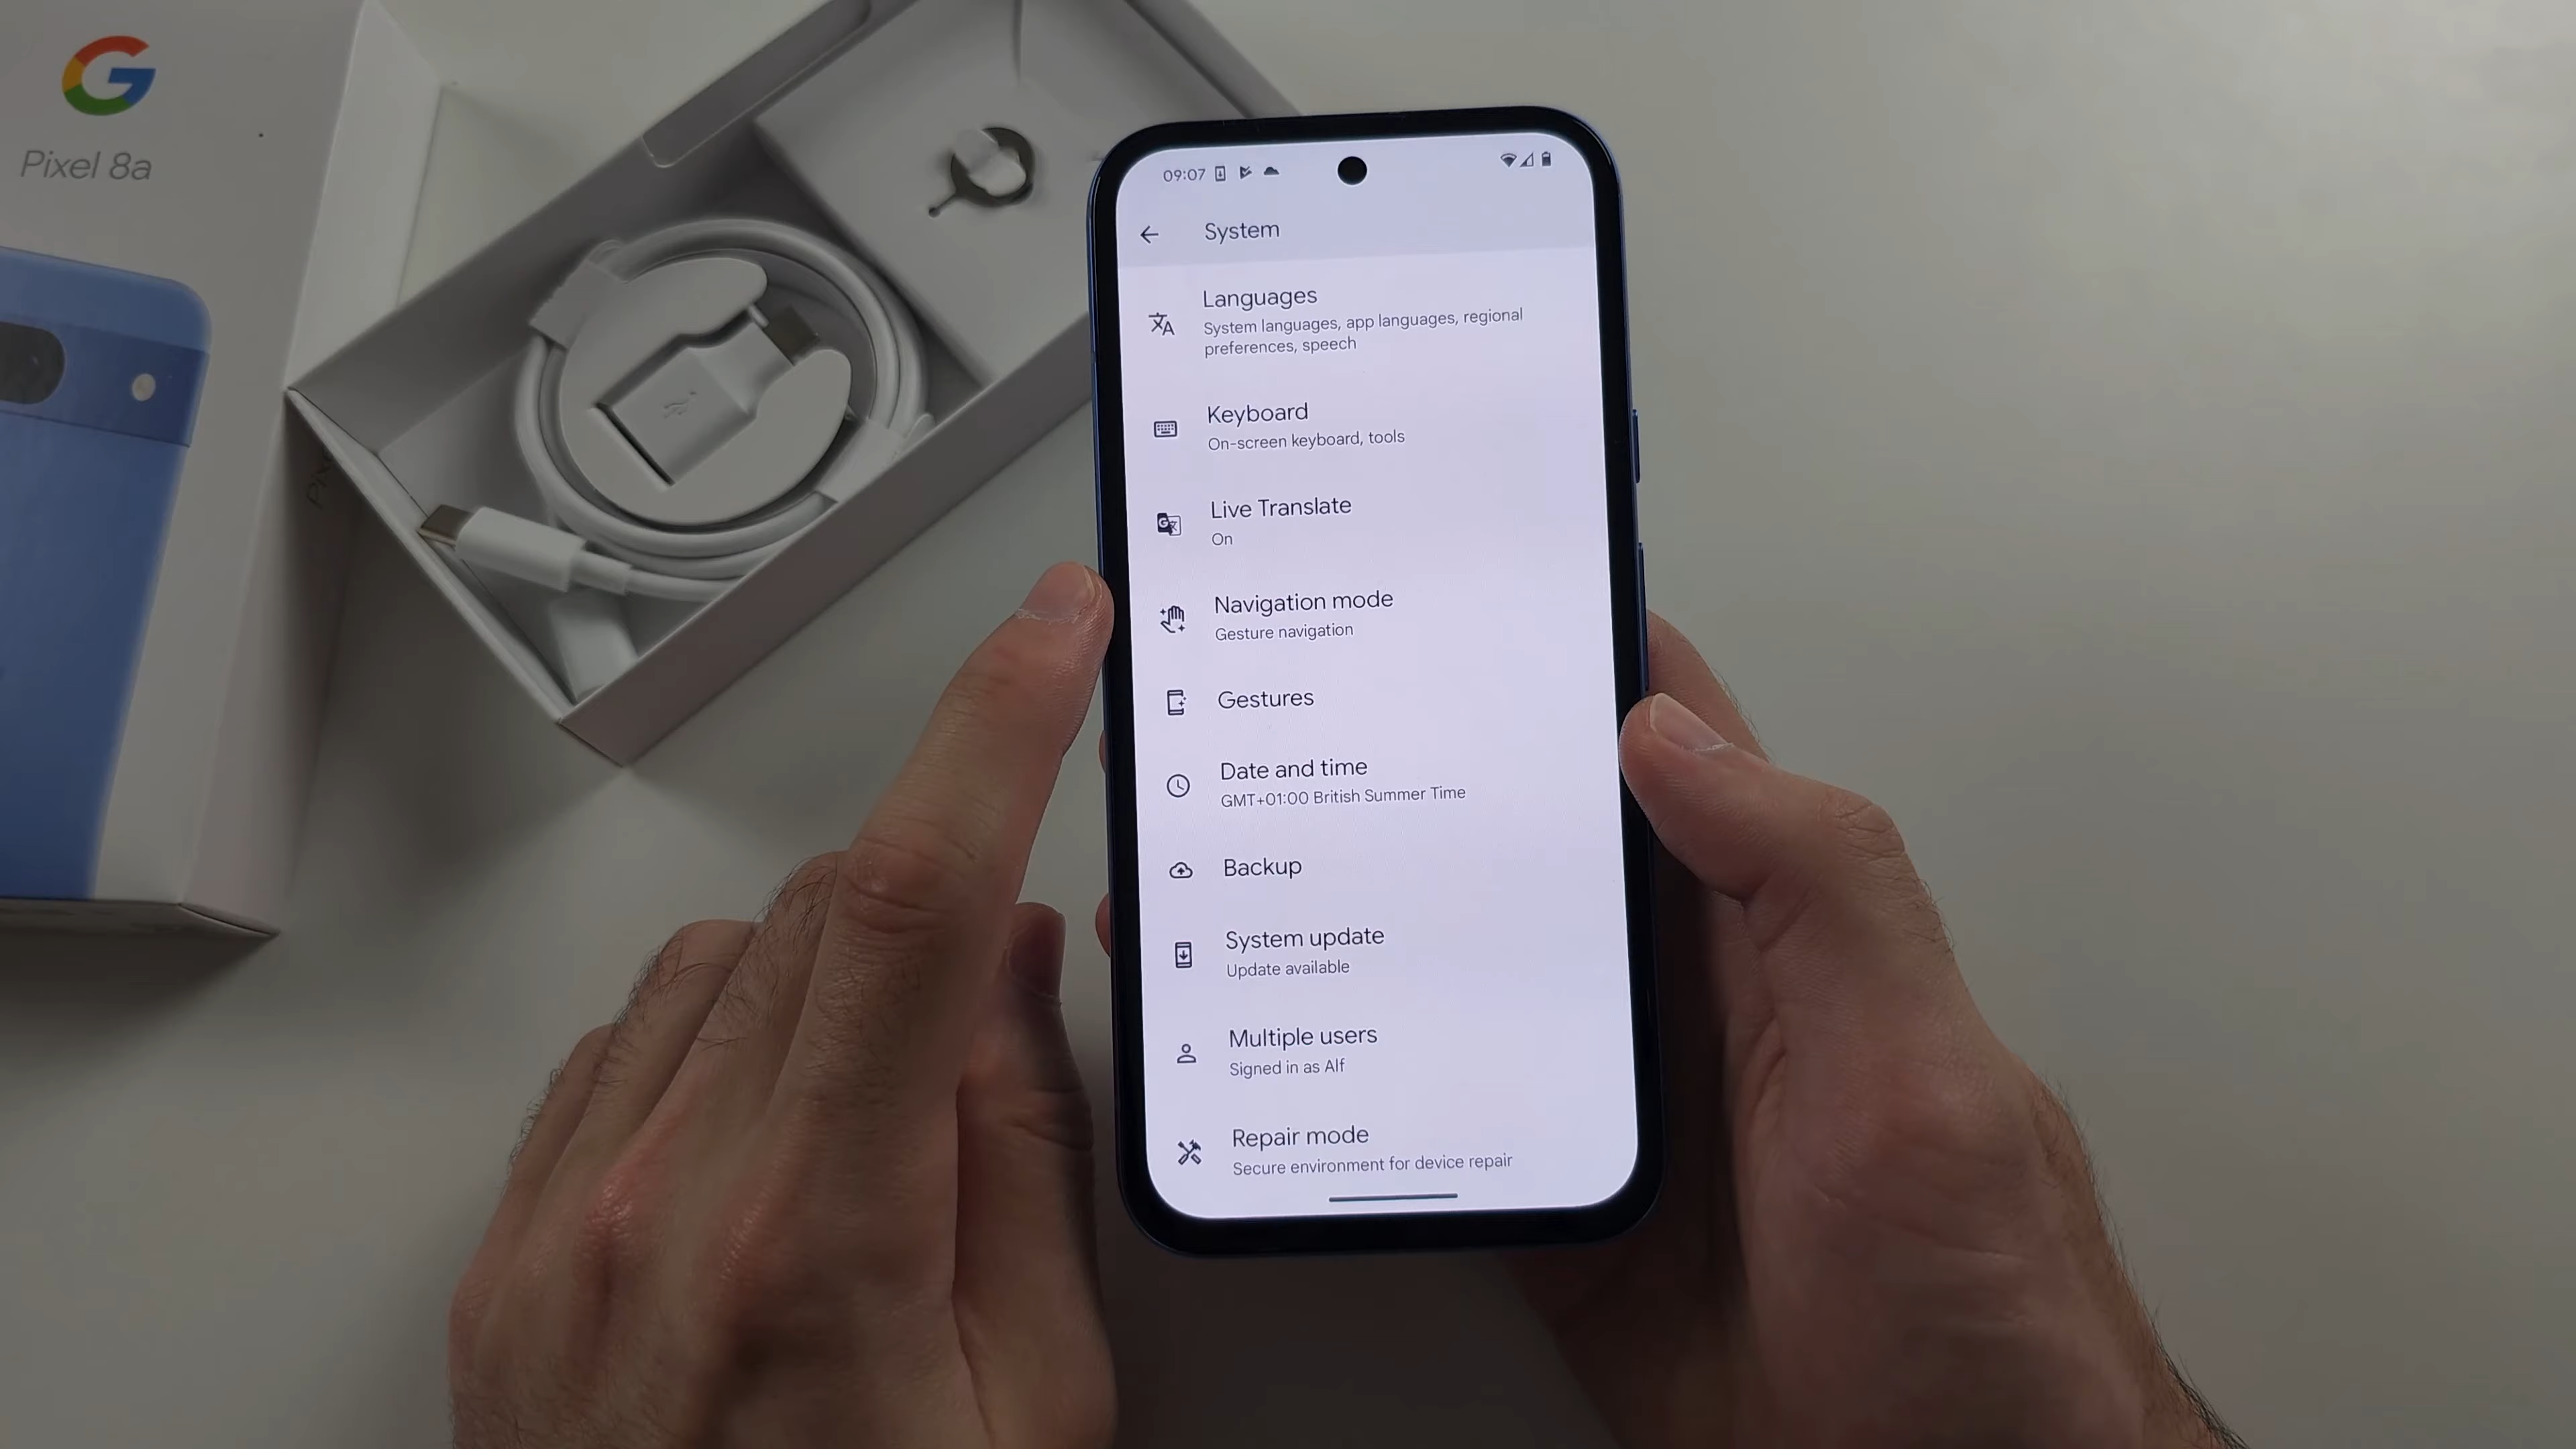 Pixel 8a
09:07
System
Languages
System languages, app languages, regional
preferences, speech
Keyboard
On-screen keyboard, tools
Live Translate
On
Navigation mode
Gesture navigation
Gestures
Date and time
GMT+01:00 British Summer Time
Backup
System update
Update available
Multiple users
Signed in as Alf
Repair mode
Secure environment for device repair